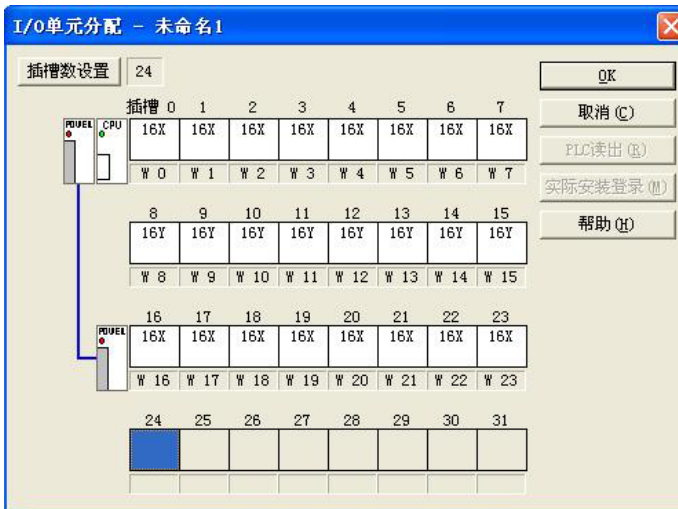 I/O单元分配 - 未命名1
插槽数设置 24
OK
取消(C)
PLC读出(R)
实际安装登录(M)
帮助(H)
插槽 0 1 2 3 4 5 6 7
POWEL CPU 16X 16X 16X 16X 16X 16X 16X 16X
W 0 W 1 W 2 W 3 W 4 W 5 W 6 W 7
8 9 10 11 12 13 14 15
16Y 16Y 16Y 16Y 16Y 16Y 16Y 16Y
W 8 W 9 W 10 W 11 W 12 W 13 W 14 W 15
16 17 18 19 20 21 22 23
POWEL 16X 16X 16X 16X 16X 16X 16X 16X
W 16 W 17 W 18 W 19 W 20 W 21 W 22 W 23
24 25 26 27 28 29 30 31